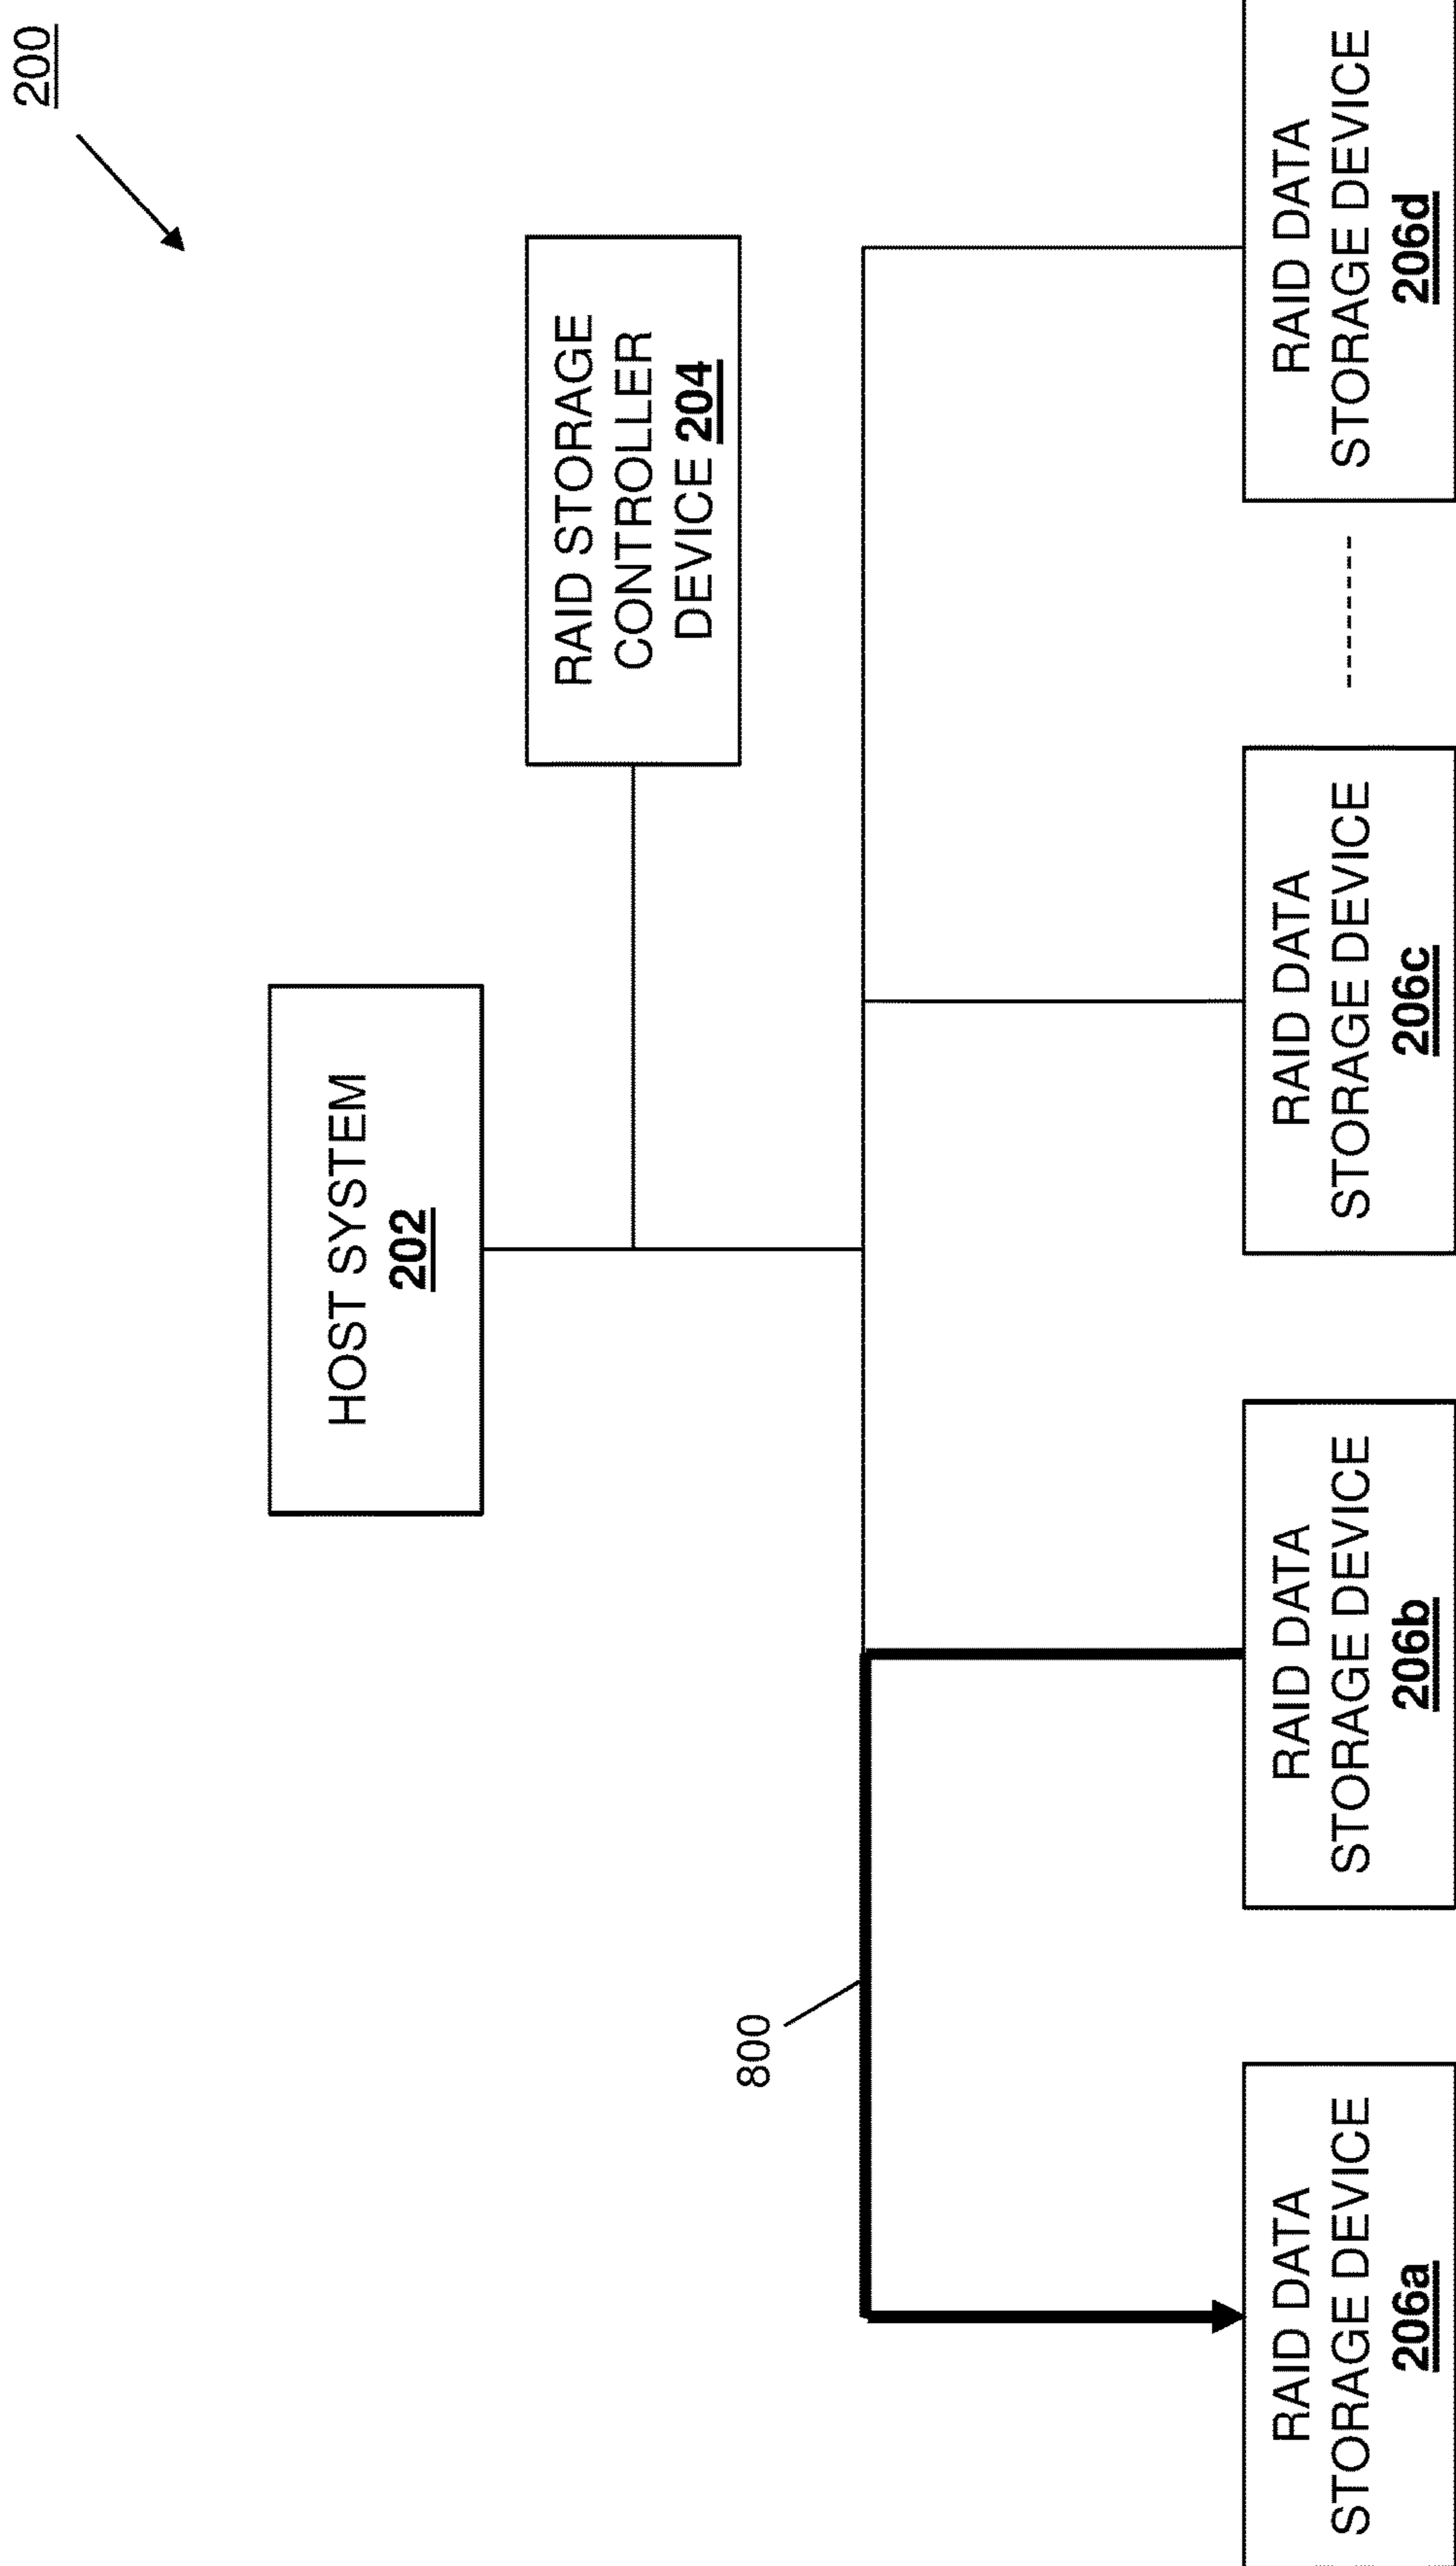 200
HOST SYSTEM
202
RAID STORAGE
CONTROLLER
DEVICE 204
800
RAID DATA
STORAGE DEVICE
206a
RAID DATA
STORAGE DEVICE
206b
RAID DATA
STORAGE DEVICE
206c
RAID DATA
STORAGE DEVICE
206d